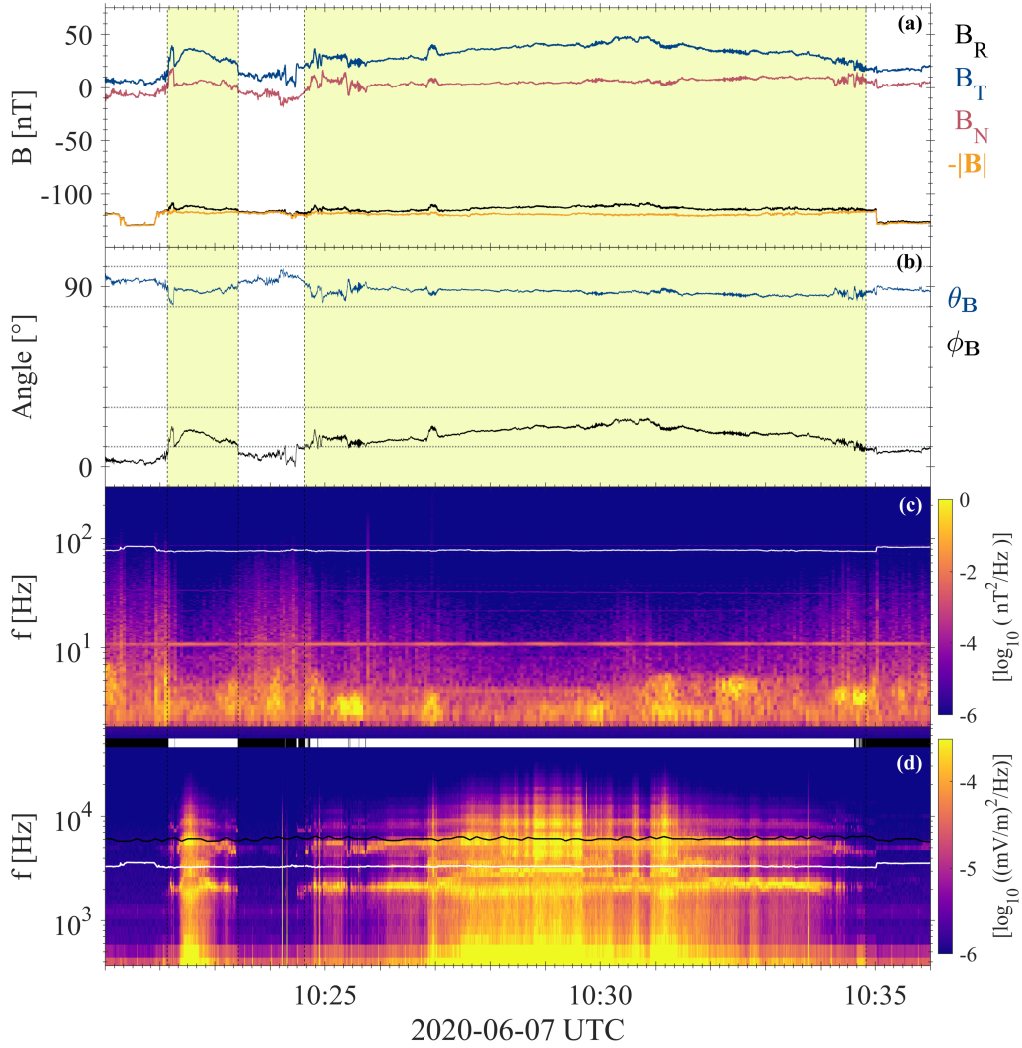 (a)
50
0
-50
-100
B [nT]
B_R
B_T
B_N
-|B|
(b)
90
0
Angle [°]
θ_B
ϕ_B
(c)
10^2
10^1
f [Hz]
0
-2
-4
-6
[log_10( nT^2/Hz )]
(d)
10^4
10^3
f [Hz]
-4
-5
-6
[log_10((mV/m)^2/Hz)]
10:25
10:30
10:35
2020-06-07 UTC